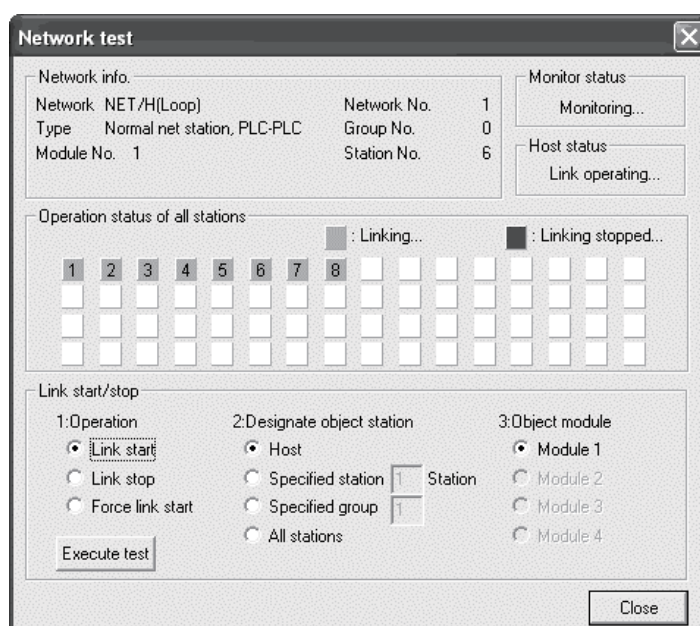 Network test
Network info.
Monitor status
Network NET/H(Loop) Network No. 1
Monitoring...
Type Normal net station, PLC-PLC Group No. 0
Module No. 1 Station No. 6
Host status
Link operating...
Operation status of all stations
: Linking... : Linking stopped...
1 2 3 4 5 6 7 8
Link start/stop
1:Operation 2:Designate object station 3:Object module
Link start Host Module 1
Link stop Specified station 1 Station Module 2
Force link start Specified group 1 Module 3
All stations Module 4
Execute test
Close